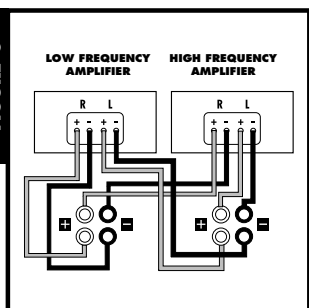 LOW FREQUENCY
AMPLIFIER
HIGH FREQUENCY
AMPLIFIER
R L
+ - + -
R L
+ - + -
+ -
+ -